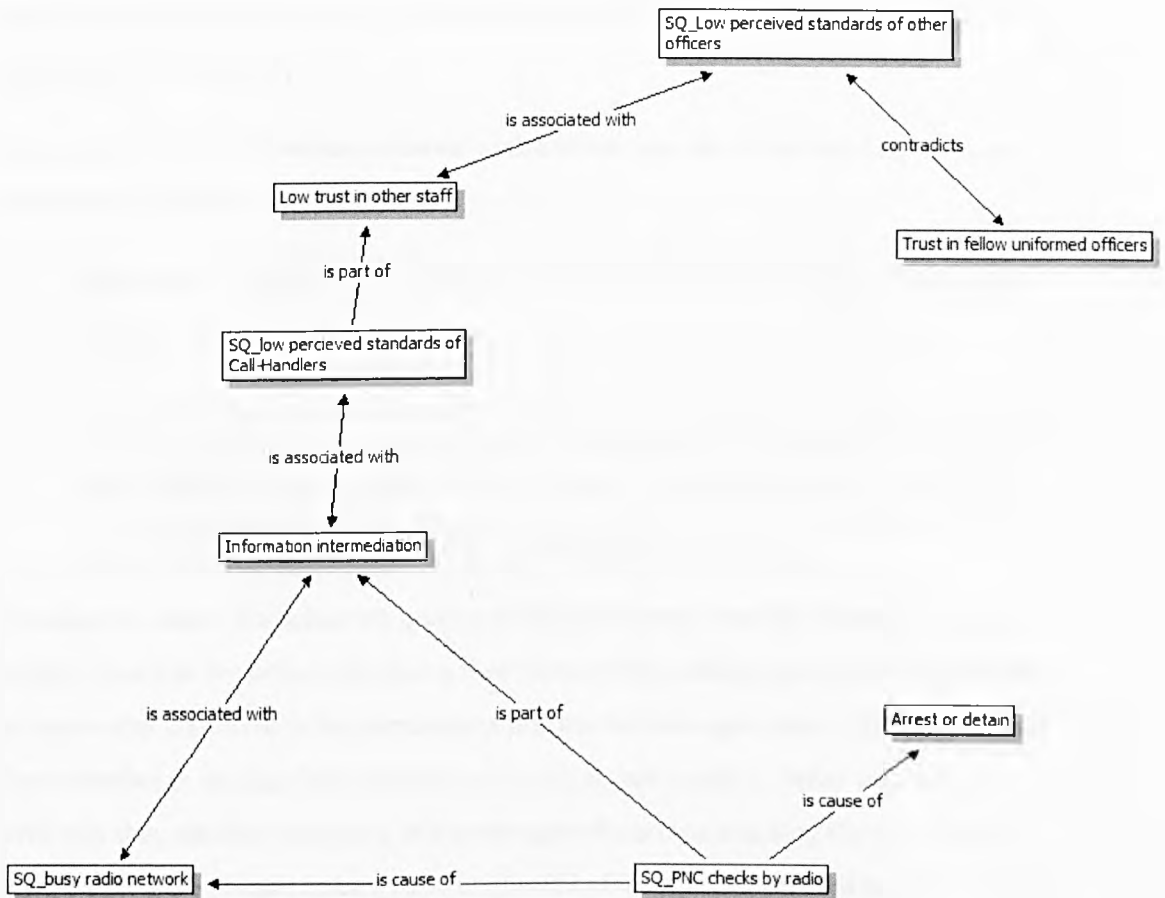 SQ_Low perceived standards of other
officers
is associated with
contradicts
Low trust in other staff
Trust in fellow uniformed officers
is part of
SQ_low percieved standards of
Call-Handlers
is associated with
Information intermediation
is associated with
is part of
Arrest or detain
is cause of
SQ_busy radio network
is cause of
SQ_PNC checks by radio